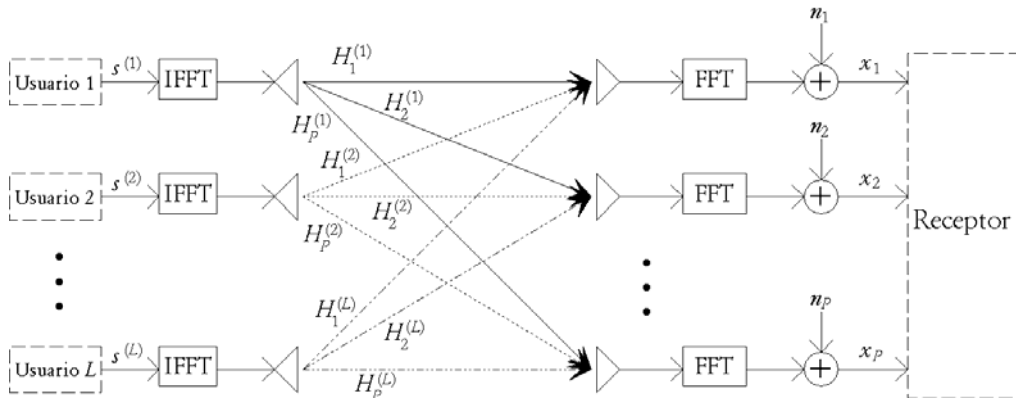 Usuario 1 s^(1) IFFT H_1^(1) FFT n_1 x_1
H_2^(1)
H_p^(1)
Usuario 2 s^(2) IFFT H_1^(2) FFT n_2 x_2
H_2^(2)
H_p^(2)
Receptor
H_1^(L)
H_2^(L)
Usuario L s^(L) IFFT H_p^(L) FFT n_P x_P